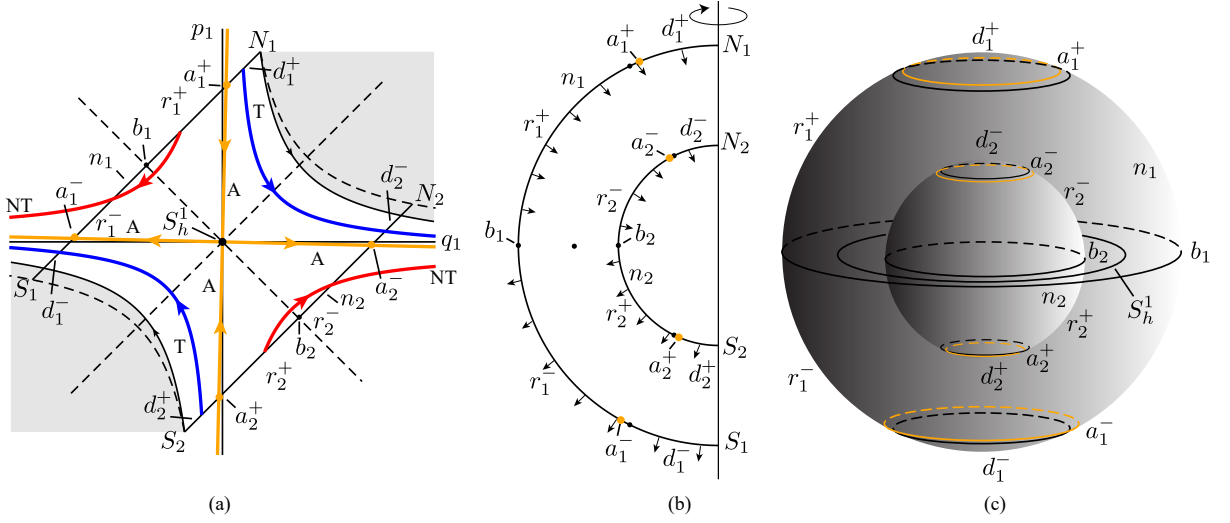 p₁
N₁
a₁⁺
d₁⁺
r₁⁺
T
b₁
n₁
d₂⁻
N₂
a₁⁻
A
S_h¹
NT
r₁⁻
A
q₁
A
A
NT
S₁
d₁⁻
a₂⁻
n₂
r₂⁻
b₂
T
r₂⁺
d₂⁺
S₂
a₂⁺
(a)
d₁⁺
a₁⁺
N₁
n₁
r₁⁺
d₂⁻
N₂
a₂⁻
r₂⁻
b₁
b₂
n₂
r₂⁺
S₂
a₂⁺
d₂⁺
r₁⁻
a₁⁻
d₁⁻
S₁
(b)
d₁⁺
a₁⁺
r₁⁺
d₂⁻
a₂⁻
n₁
r₂⁻
b₂
b₁
n₂
S_h¹
r₂⁺
a₂⁺
d₂⁺
r₁⁻
a₁⁻
d₁⁻
(c)